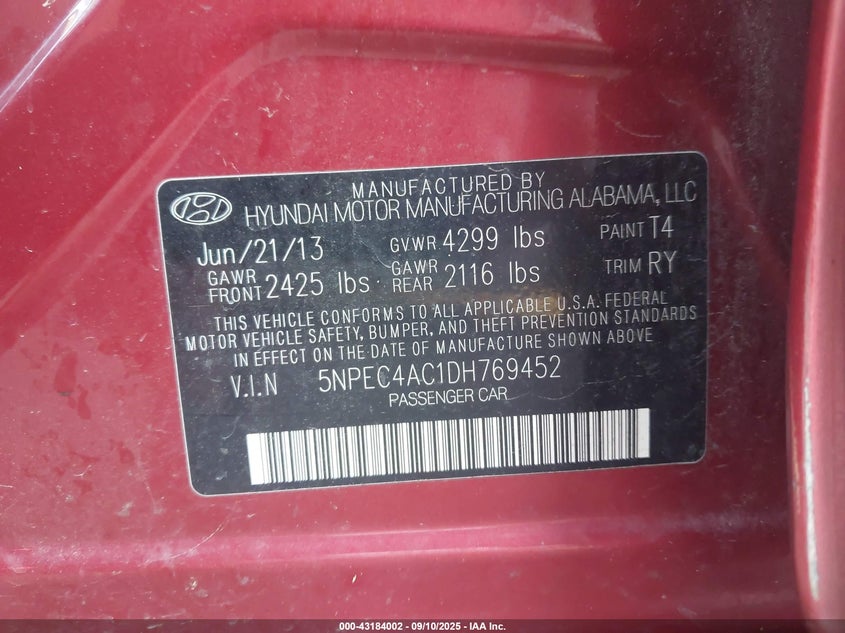 MANUFACTURED BY
HYUNDAI MOTOR MANUFACTURING ALABAMA, LLC
Jun/21/13 GVWR 4299 lbs PAINT T4
GAWR FRONT 2425 lbs GAWR REAR 2116 lbs TRIM RY
THIS VEHICLE CONFORMS TO ALL APPLICABLE U.S.A. FEDERAL
MOTOR VEHICLE SAFETY, BUMPER, AND THEFT PREVENTION STANDARDS
IN EFFECT ON THE DATE OF MANUFACTURE SHOWN ABOVE
V.I.N 5NPEC4AC1DH769452
PASSENGER CAR
000-43184002 - 09/10/2025 - IAA Inc.